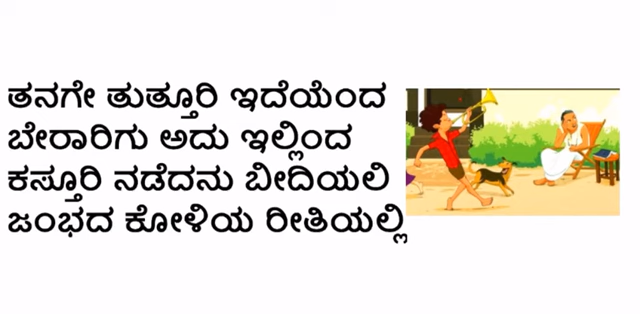 ತನಗೇ ತುತ್ತೂರಿ ಇದೆಯೆಂದ
ಬೇರಾರಿಗು ಅದು ಇಲ್ಲಿಂದ
ಕಸ್ತೂರಿ ನಡೆದನು ಬೀದಿಯಲಿ
ಜಂಭದ ಕೋಳಿಯ ರೀತಿಯಲ್ಲಿ